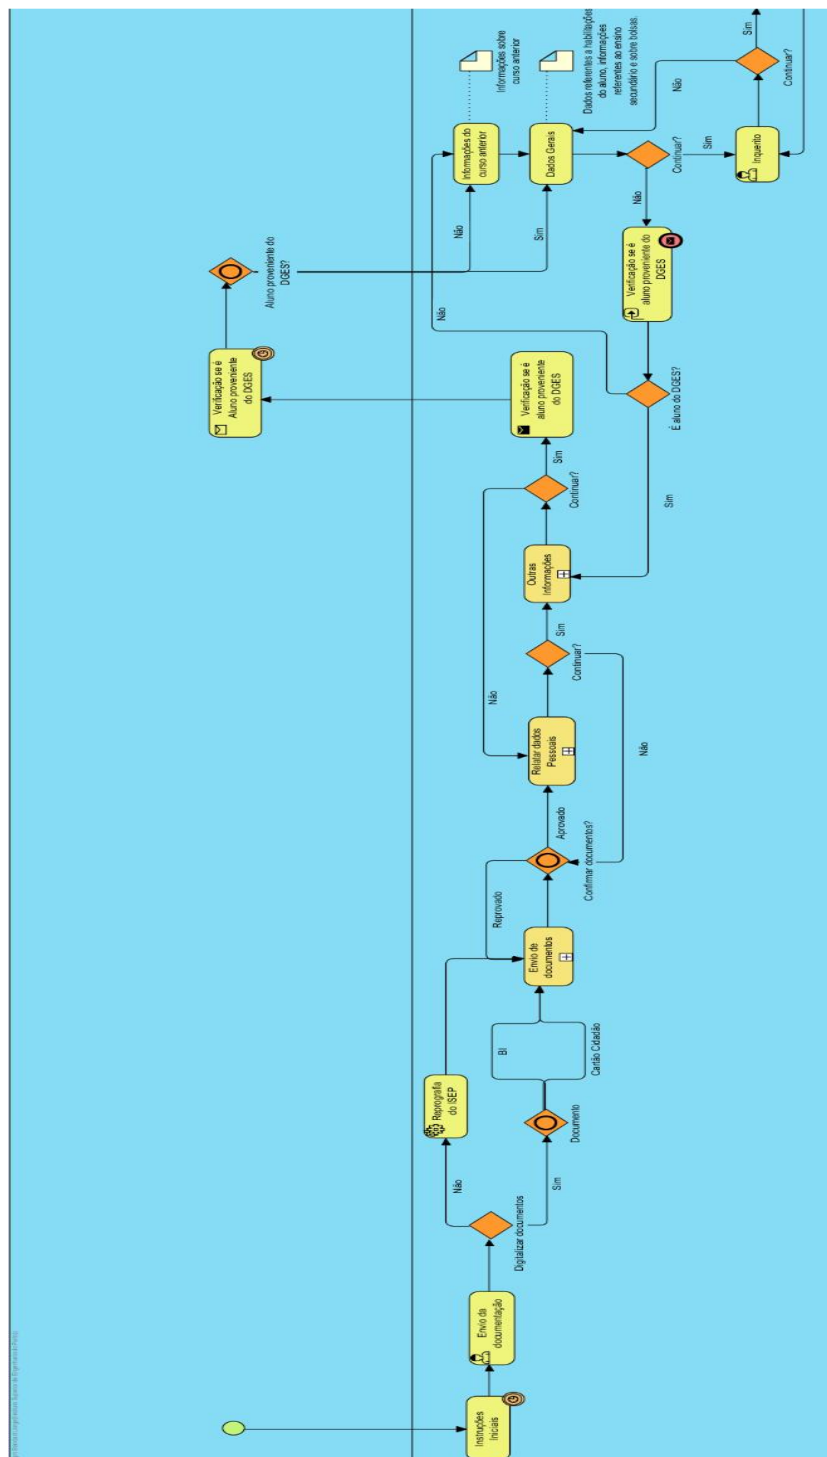 Instruções
Iniciais
Envio da
documentação
Digitalizar documentos
Não
Sim
Reprografia
do ISEP
Documento
BI
Cartão Cidadão
Envio de
documentos
Reprovado
Confirmar documentos?
Aprovado
Relatar dados
Pessoais
Não
Continuar?
Sim
Não
Outras
Informações
Continuar?
Sim
Verificação se é
aluno proveniente
do DGES
Verificação se é
Aluno proveniente
do DGES
Aluno proveniente do
DGES?
Não
Sim
Informações do
curso anterior
Informações sobre
curso anterior
Dados Gerais
Dados referentes a habilitações
do aluno, informações
referentes ao ensino
secundário e sobre bolsas.
Continuar?
Não
Sim
Verificação se é
aluno proveniente do
DGES
É aluno do DGES?
Não
Sim
Inquerito
Continuar?
Não
Sim